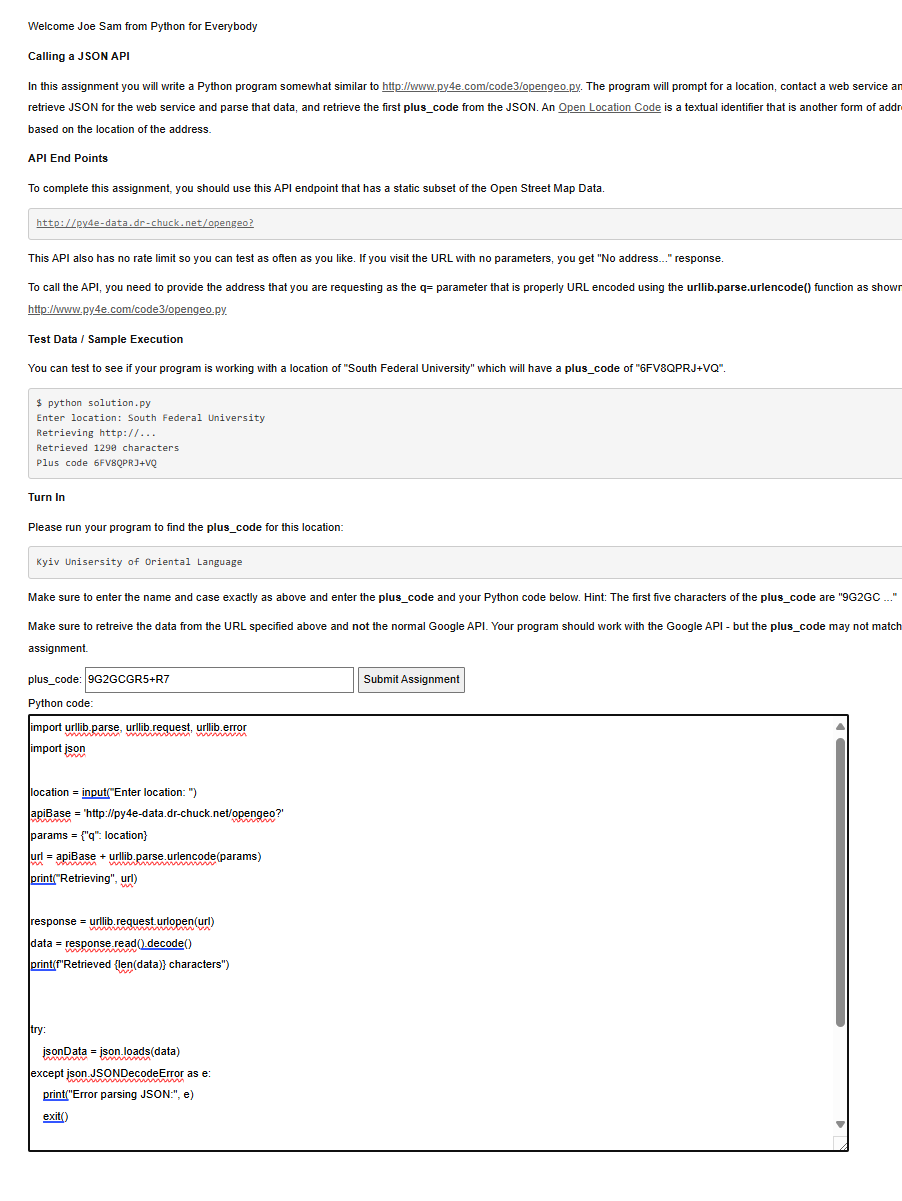 Welcome Joe Sam from Python for Everybody
Calling a JSON API
In this assignment you will write a Python program somewhat similar to http://www.py4e.com/code3/opengeo.py. The program will prompt for a location, contact a web service an
retrieve JSON for the web service and parse that data, and retrieve the first plus_code from the JSON. An Open Location Code is a textual identifier that is another form of addr
based on the location of the address.
API End Points
To complete this assignment, you should use this API endpoint that has a static subset of the Open Street Map Data.
http://py4e-data.dr-chuck.net/opengeo?
This API also has no rate limit so you can test as often as you like. If you visit the URL with no parameters, you get "No address..." response.
To call the API, you need to provide the address that you are requesting as the q= parameter that is properly URL encoded using the urllib.parse.urlencode() function as shown
http://www.py4e.com/code3/opengeo.py
Test Data / Sample Execution
You can test to see if your program is working with a location of "South Federal University" which will have a plus_code of "6FV8QPRJ+VQ".
$ python solution.py
Enter location: South Federal University
Retrieving http://...
Retrieved 1290 characters
Plus code 6FV8QPRJ+VQ
Turn In
Please run your program to find the plus_code for this location:
Kyiv Unisersity of Oriental Language
Make sure to enter the name and case exactly as above and enter the plus_code and your Python code below. Hint: The first five characters of the plus_code are "9G2GC ..."
Make sure to retreive the data from the URL specified above and not the normal Google API. Your program should work with the Google API - but the plus_code may not match
assignment.
plus_code: 9G2GCGR5+R7 Submit Assignment
Python code:
import urllib.parse, urllib.request, urllib.error
import json
location = input("Enter location: ")
apiBase = 'http://py4e-data.dr-chuck.net/opengeo?'
params = {"q": location}
url = apiBase + urllib.parse.urlencode(params)
print("Retrieving", url)
response = urllib.request.urlopen(url)
data = response.read().decode()
print(f"Retrieved {len(data)} characters")
try:
jsonData = json.loads(data)
except json.JSONDecodeError as e:
print("Error parsing JSON:", e)
exit()